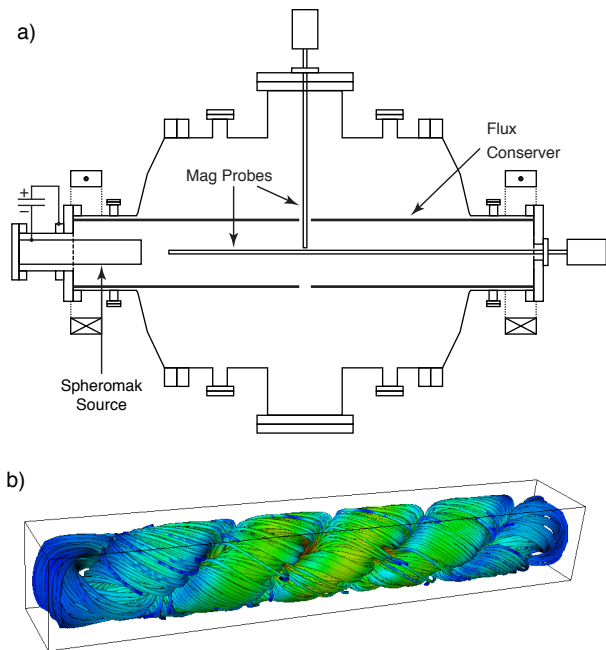 a)
Flux
Conserver
Mag Probes
+
−
Spheromak
Source
b)